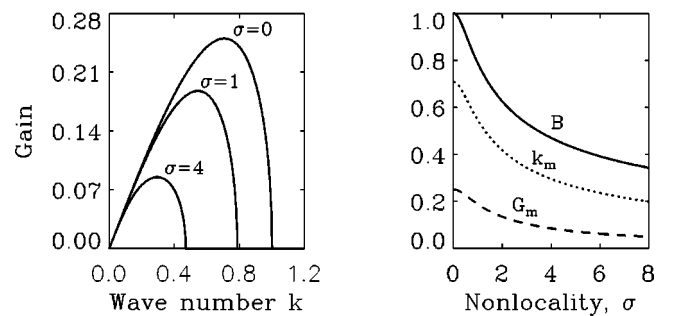 0.28
0.21
0.14
0.07
0.00
Gain
σ=0
σ=1
σ=4
0.0 0.4 0.8 1.2
Wave number k
1.0
0.8
0.6
0.4
0.2
0.0
B
k_m
G_m
0 2 4 6 8
Nonlocality, σ